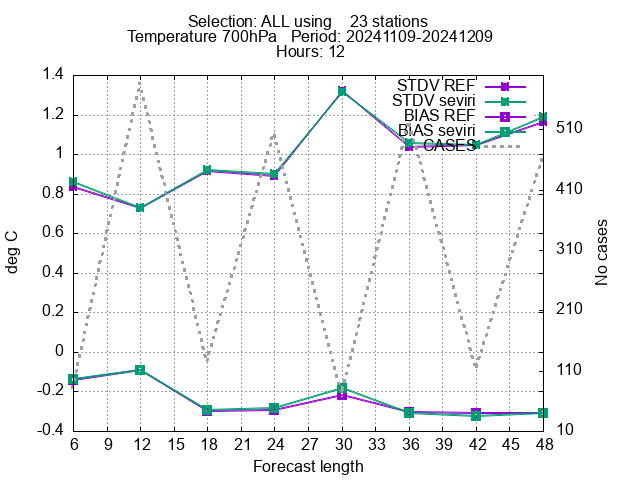 Selection: ALL using    23 stations
Temperature 700hPa   Period: 20241109-20241209
Hours: 12
STDV REF
STDV seviri
BIAS REF
BIAS seviri
CASES
1.4
1.2
1
0.8
0.6
0.4
0.2
0
-0.2
-0.4
deg C
510
410
310
210
110
10
No cases
6 9 12 15 18 21 24 27 30 33 36 39 42 45 48
Forecast length